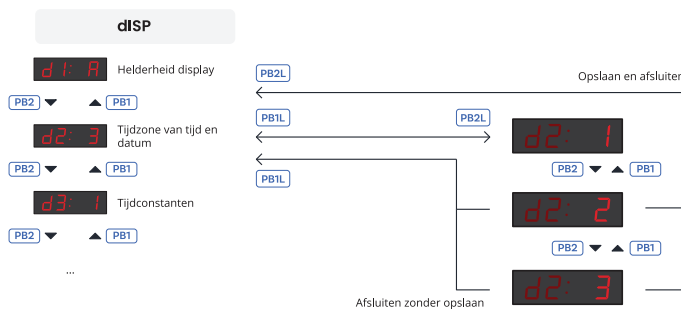 dISP
d1: A
Helderheid display
PB2L
Opslaan en afsluiten
PB2
PB1
PB1L
PB2L
d2: 3
Tijdzone van tijd en
datum
d2: 1
PB2
PB1
PB1L
PB2
PB1
d3: 1
Tijdconstanten
d2: 2
PB2
PB1
PB2
PB1
...
d2: 3
Afsluiten zonder opslaan